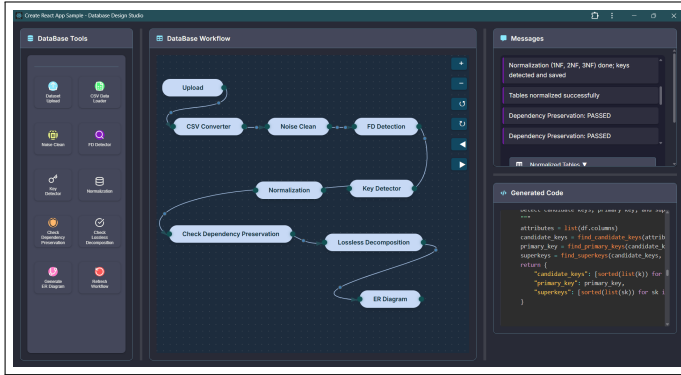 Create React App Sample - Database Design Studio
DataBase Tools
Dataset
Upload
CSV Data
Loader
Noise Clean
FD Detector
Key
Detector
Normalization
Check
Dependency
Preservation
Check
Lossless
Decomposition
Generate
ER Diagram
Refresh
Workflow
DataBase Workflow
Upload
CSV Converter
Noise Clean
FD Detection
Normalization
Key Detector
Check Dependency Preservation
Lossless Decomposition
ER Diagram
Messages
Normalization (1NF, 2NF, 3NF) done; keys
detected and saved
Tables normalized successfully
Dependency Preservation: PASSED
Dependency Preservation: PASSED
Normalized Tables ▼
Generated Code
"""
attributes = list(df.columns)
candidate_keys = find_candidate_keys(attrib
primary_key = find_primary_keys(candidate_k
superkeys = find_superkeys(candidate_keys,
return {
"candidate_keys": [sorted(list(k)) for
"primary_key": primary_key,
"superkeys": [sorted(list(sk)) for sk i
}